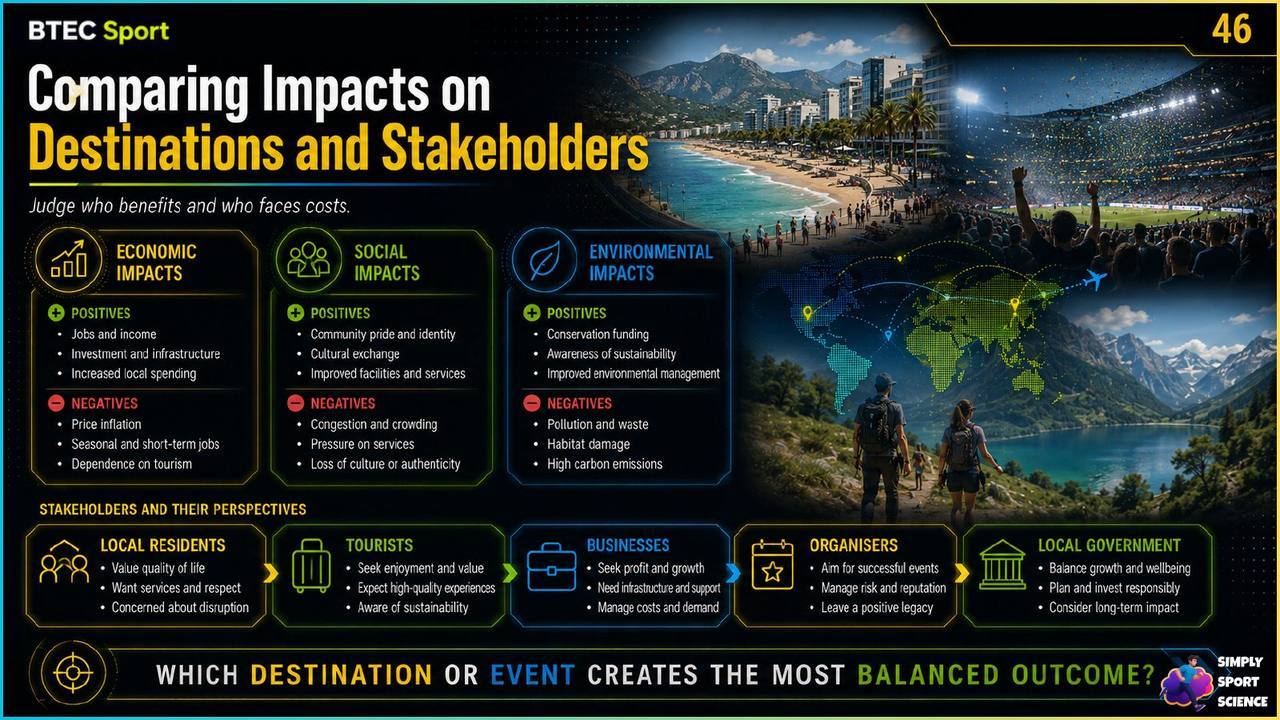 BTEC Sport
46
Comparing Impacts on
Destinations and Stakeholders
Judge who benefits and who faces costs.
ECONOMIC
IMPACTS
POSITIVES
• Jobs and income
• Investment and infrastructure
• Increased local spending
NEGATIVES
• Price inflation
• Seasonal and short-term jobs
• Dependence on tourism
SOCIAL
IMPACTS
POSITIVES
• Community pride and identity
• Cultural exchange
• Improved facilities and services
NEGATIVES
• Congestion and crowding
• Pressure on services
• Loss of culture or authenticity
ENVIRONMENTAL
IMPACTS
POSITIVES
• Conservation funding
• Awareness of sustainability
• Improved environmental management
NEGATIVES
• Pollution and waste
• Habitat damage
• High carbon emissions
STAKEHOLDERS AND THEIR PERSPECTIVES
LOCAL RESIDENTS
• Value quality of life
• Want services and respect
• Concerned about disruption
TOURISTS
• Seek enjoyment and value
• Expect high-quality experiences
• Aware of sustainability
BUSINESSES
• Seek profit and growth
• Need infrastructure and support
• Manage costs and demand
ORGANISERS
• Aim for successful events
• Manage risk and reputation
• Leave a positive legacy
LOCAL GOVERNMENT
• Balance growth and wellbeing
• Plan and invest responsibly
• Consider long-term impact
WHICH DESTINATION OR EVENT CREATES THE MOST BALANCED OUTCOME?
SIMPLY
SPORT
SCIENCE